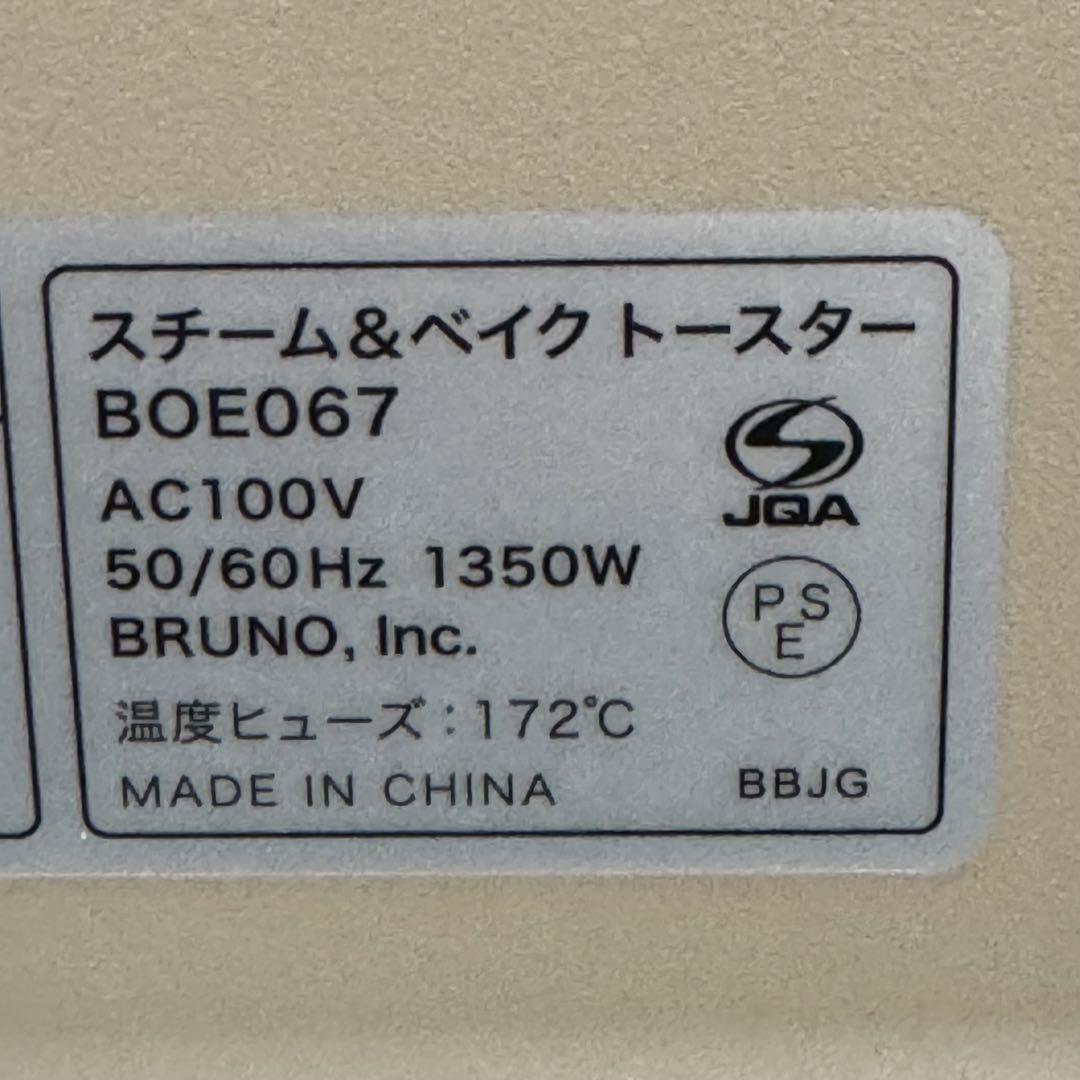 スチーム&ベイク トースター
BOE067
AC100V
50/60Hz 1350W
BRUNO, Inc.
温度ヒューズ:172℃
MADE IN CHINA
JQA
PSE
BBJG